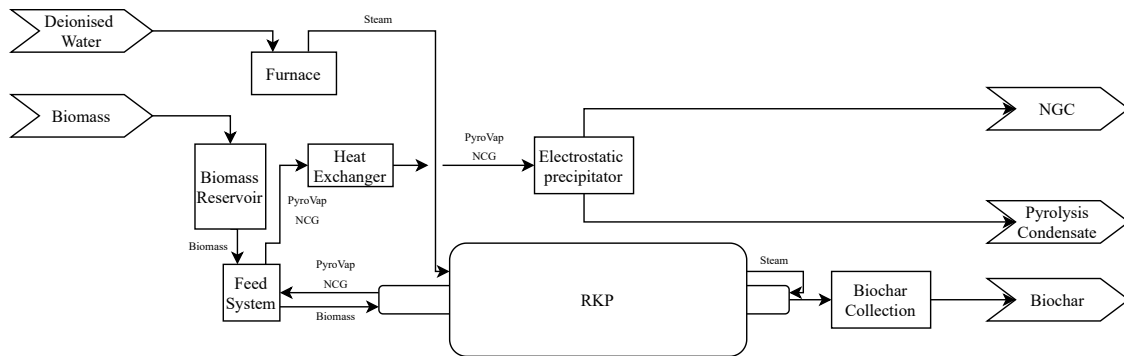 Deionised
Water
Steam
Furnace
Biomass
NGC
PyroVap
NCG
Electrostatic
precipitator
Heat
Exchanger
Biomass
Reservoir
PyroVap
NCG
Pyrolysis
Condensate
Biomass
PyroVap
NCG
Steam
Feed
System
RKP
Biochar
Collection
Biochar
Biomass